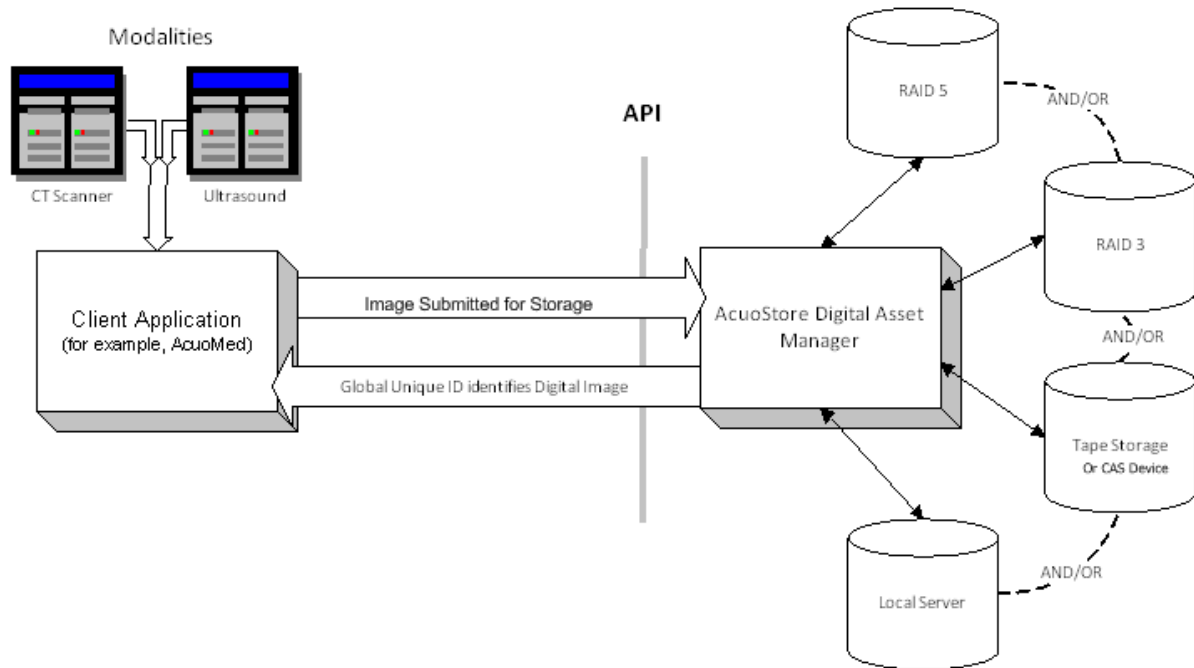 Modalities
CT Scanner
Ultrasound
API
RAID 5
AND/OR
RAID 3
AND/OR
Client Application
(for example, AcuoMed)
Image Submitted for Storage
Global Unique ID identifies Digital Image
AcuoStore Digital Asset
Manager
Tape Storage
Or CAS Device
AND/OR
Local Server